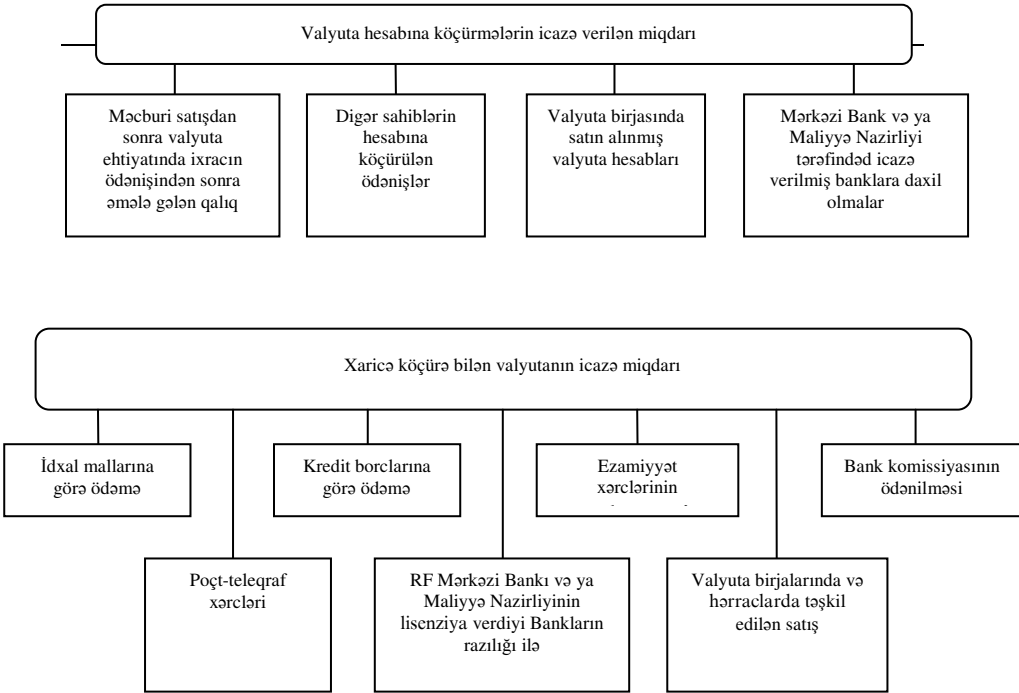 Valyuta hesabına köçürmələrin icazə verilən miqdarı
Məcburi satışdan
sonra valyuta
ehtiyatında ixracın
ödənişindən sonra
əmələ gələn qalıq
Digər sahiblərin
hesabına
köçürülən
ödənişlər
Valyuta birjasında
satın alınmış
valyuta hesabları
Mərkəzi Bank və ya
Maliyyə Nazirliyi
tərəfindəd icazə
verilmiş banklara daxil
olmalar
Xaricə köçürə bilən valyutanın icazə miqdarı
İdxal mallarına
görə ödəmə
Kredit borclarına
görə ödəmə
Ezamiyyət
xərclərinin
Bank komissiyasının
ödənilməsi
Poçt-teleqraf
xərcləri
RF Mərkəzi Bankı və ya
Maliyyə Nazirliyinin
lisenziya verdiyi Bankların
razılığı ilə
Valyuta birjalarında və
hərraclarda təşkil
edilən satış